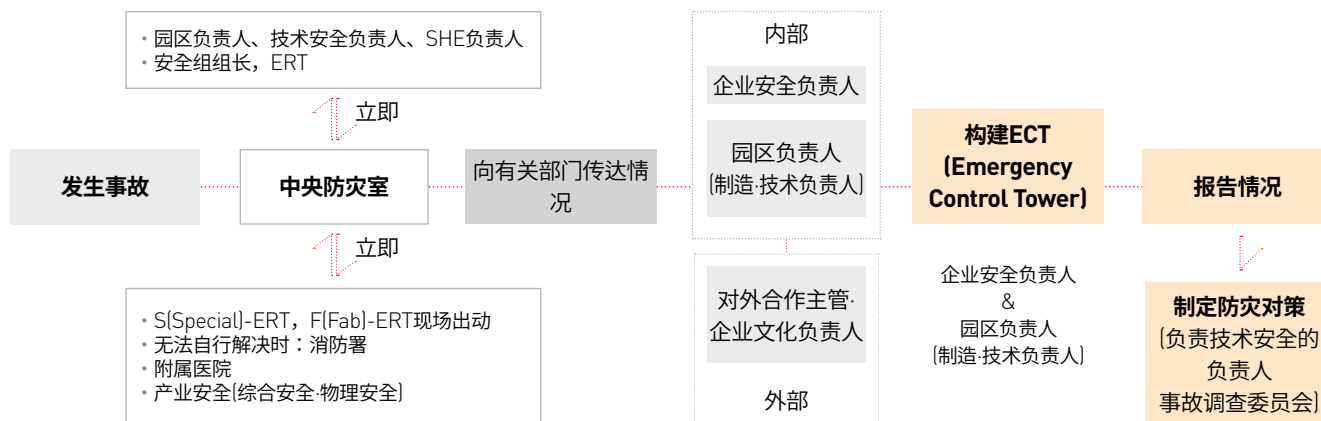 · 园区负责人、技术安全负责人、SHE负责人
· 安全组组长，ERT
立即
发生事故
中央防灾室
立即
· S(Special)-ERT，F(Fab)-ERT现场出动
· 无法自行解决时：消防署
· 附属医院
· 产业安全(综合安全·物理安全)
向有关部门传达情
况
内部
企业安全负责人
园区负责人
(制造·技术负责人)
对外合作主管·
企业文化负责人
外部
构建ECT
(Emergency
Control Tower)
企业安全负责人
&
园区负责人
(制造·技术负责人)
报告情况
制定防灾对策
(负责技术安全的
负责人
事故调查委员会)